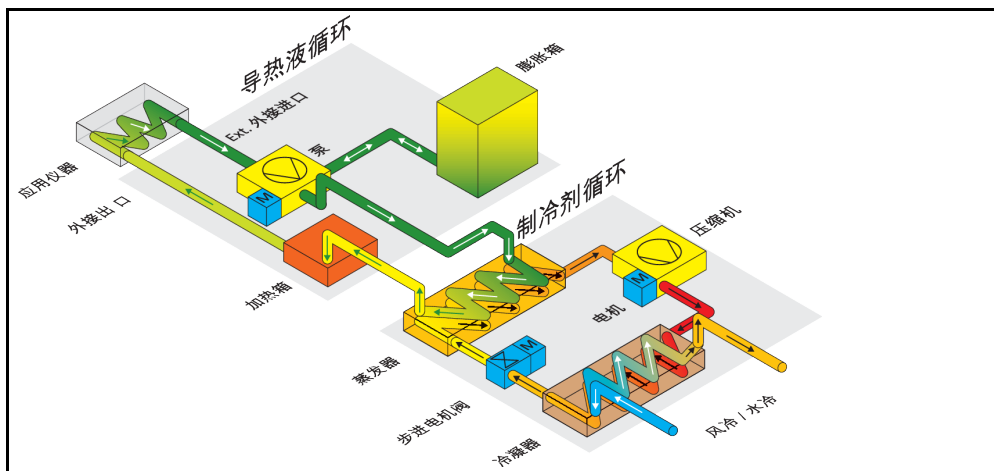 导热液循环
膨胀箱
Ext. 外接进口
泵
应用仪器
M
外接出口
制冷剂循环
压缩机
加热箱
M
电机
蒸发器
M
步进电机阀
风冷 / 水冷
冷凝器